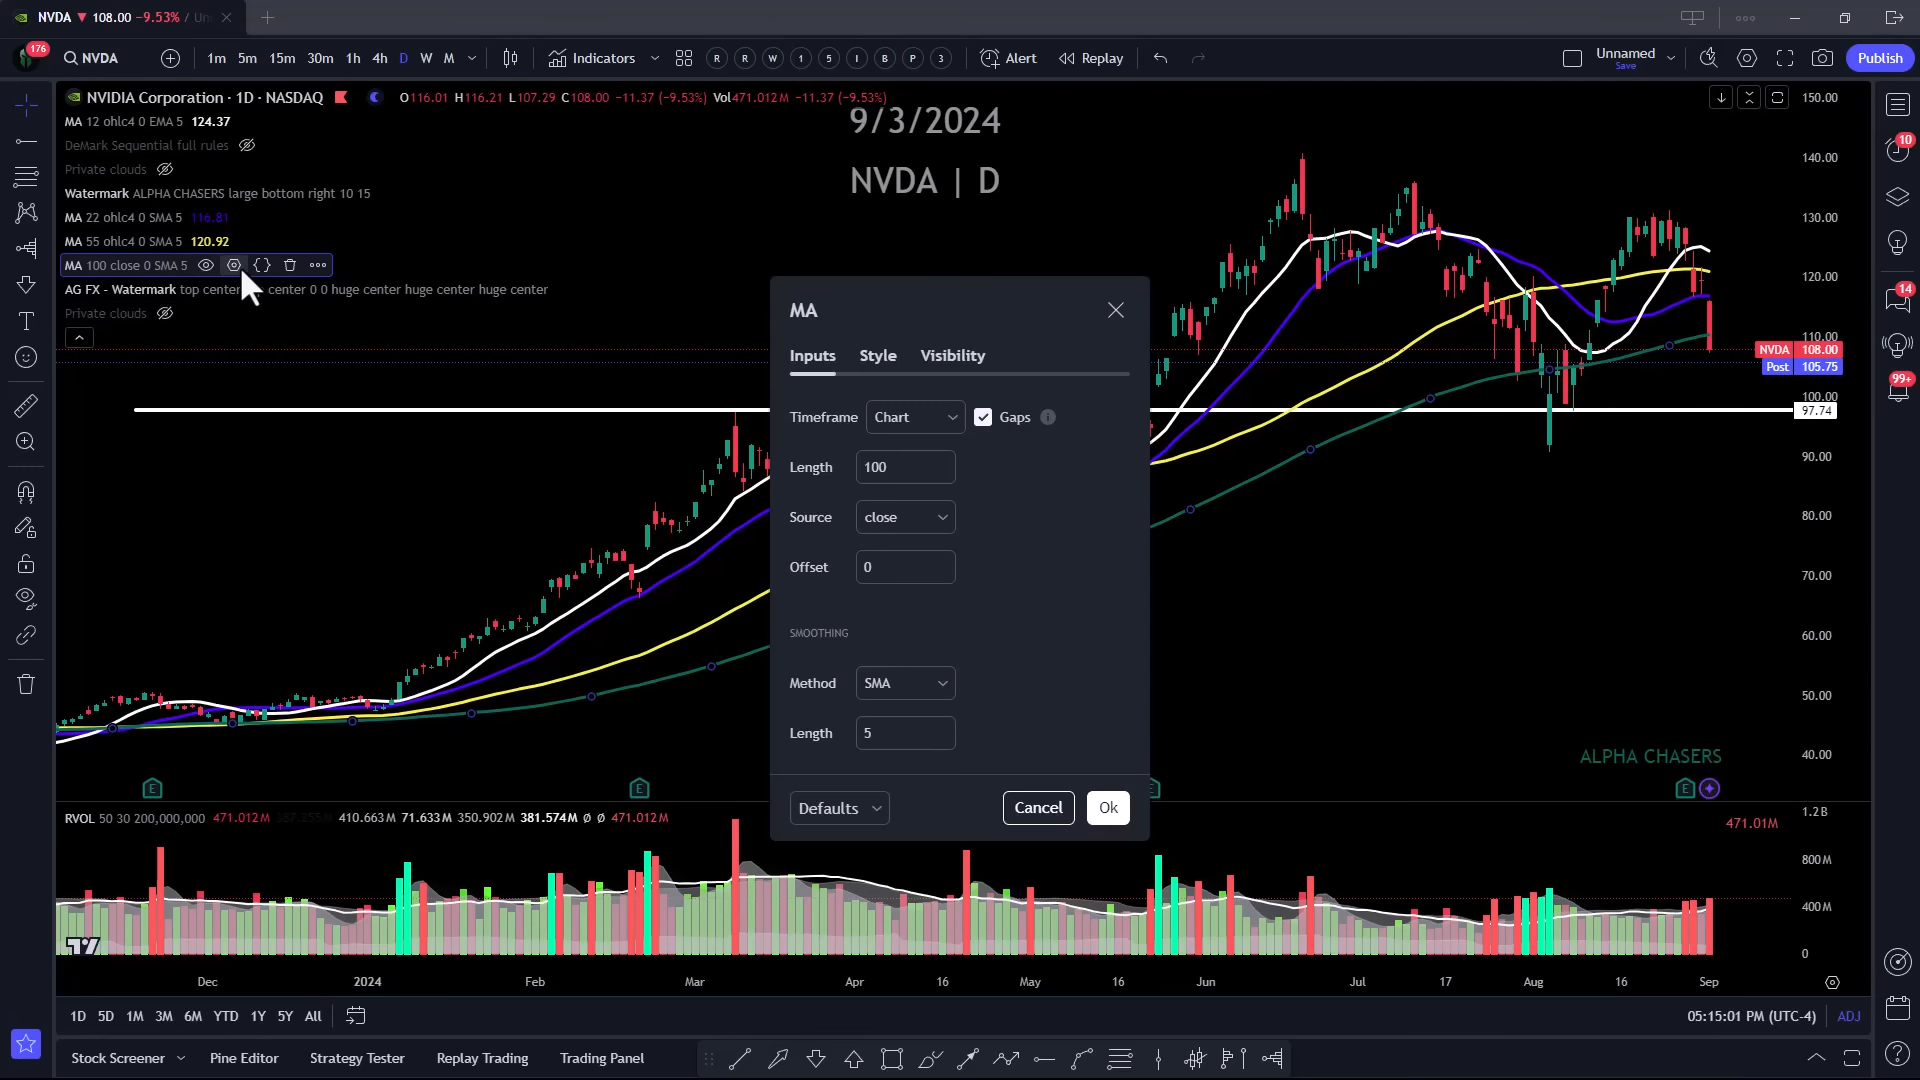 NVDA ▼ 108.00 −9.53% / Un
176
NVDA
1m 5m 15m 30m 1h 4h D W M
Indicators
R R W 1 5 I B P 3
Alert
Replay
Unnamed
Save
Publish
NVIDIA Corporation · 1D · NASDAQ
O116.01 H116.21 L107.29 C108.00 −11.37 (−9.53%) Vol471.012M −11.37 (−9.53%)
MA 12 ohlc4 0 EMA 5 124.37
DeMark Sequential full rules
Private clouds
Watermark ALPHA CHASERS large bottom right 10 15
MA 22 ohlc4 0 SMA 5 116.81
MA 55 ohlc4 0 SMA 5 120.92
MA 100 close 0 SMA 5
AG FX - Watermark top center center 0 0 huge center huge center huge center
Private clouds
9/3/2024
NVDA | D
MA
Inputs Style Visibility
Timeframe Chart Gaps
Length 100
Source close
Offset 0
SMOOTHING
Method SMA
Length 5
Defaults Cancel Ok
150.00
140.00
130.00
120.00
110.00
NVDA 108.00
Post 105.75
100.00
97.74
90.00
80.00
70.00
60.00
50.00
40.00
10
14
99+
ALPHA CHASERS
E E E E
RVOL 50 30 200,000,000 471.012M 410.663M 71.633M 350.902M 381.574M ∅ ∅ 471.012M
1.2B
471.01M
800M
400M
0
Dec 2024 Feb Mar Apr 16 May 16 Jun Jul 17 Aug 16 Sep
1D 5D 1M 3M 6M YTD 1Y 5Y All
05:15:01 PM (UTC-4) ADJ
Stock Screener Pine Editor Strategy Tester Replay Trading Trading Panel